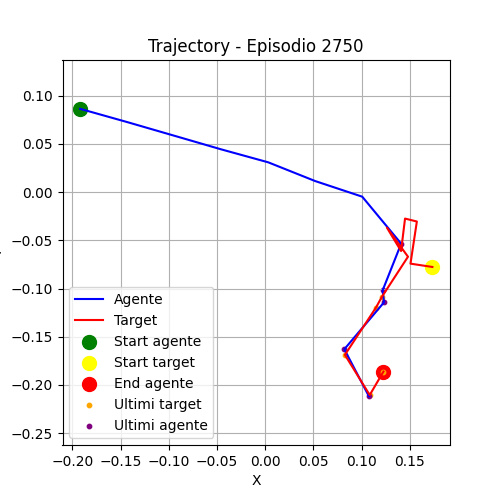 Trajectory - Episodio 2750
0.10
0.05
0.00
−0.05
−0.10
−0.15
−0.20
−0.25
Agente
Target
Start agente
Start target
End agente
Ultimi target
Ultimi agente
−0.20 −0.15 −0.10 −0.05 0.00 0.05 0.10 0.15
X